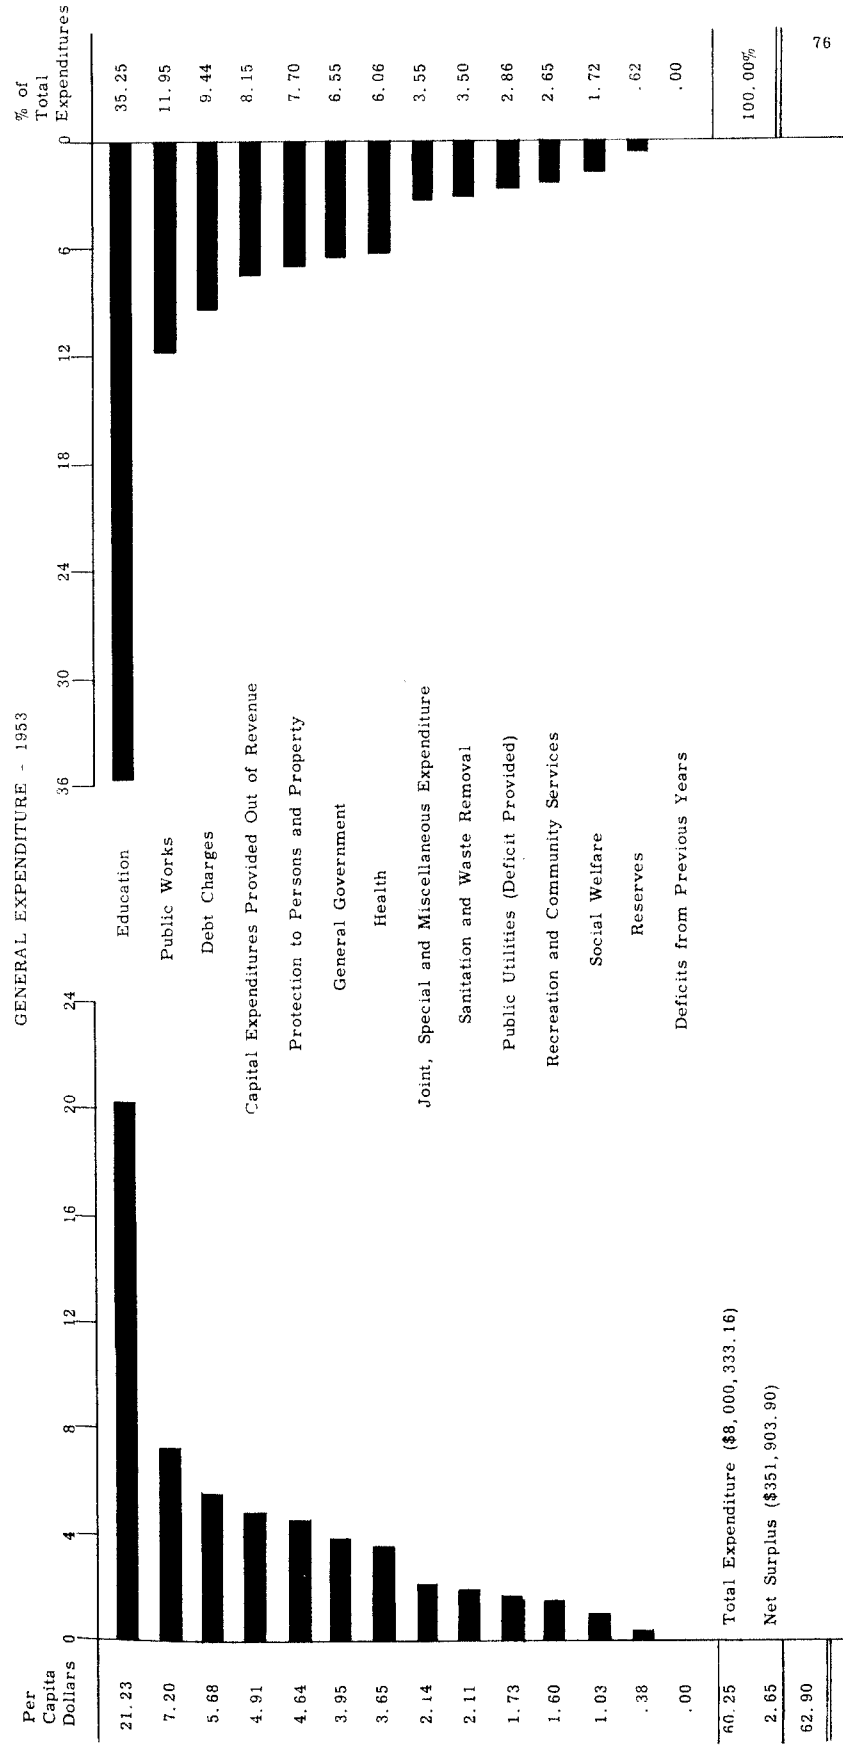 GENERAL EXPENDITURE - 1953
Per Capita Dollars
0 4 8 12 16 20 24
36 30 24 18 12 6 0
% of Total Expenditures
21.23 Education 35.25
7.20 Public Works 11.95
5.68 Debt Charges 9.44
4.91 Capital Expenditures Provided Out of Revenue 8.15
4.64 Protection to Persons and Property 7.70
3.95 General Government 6.55
3.65 Health 6.06
2.14 Joint, Special and Miscellaneous Expenditure 3.55
2.11 Sanitation and Waste Removal 3.50
1.73 Public Utilities (Deficit Provided) 2.86
1.60 Recreation and Community Services 2.65
1.03 Social Welfare 1.72
.38 Reserves .62
.00 Deficits from Previous Years .00
60.25 Total Expenditure ($8,000,333.16) 100.00%
2.65 Net Surplus ($351,903.90)
62.90
76